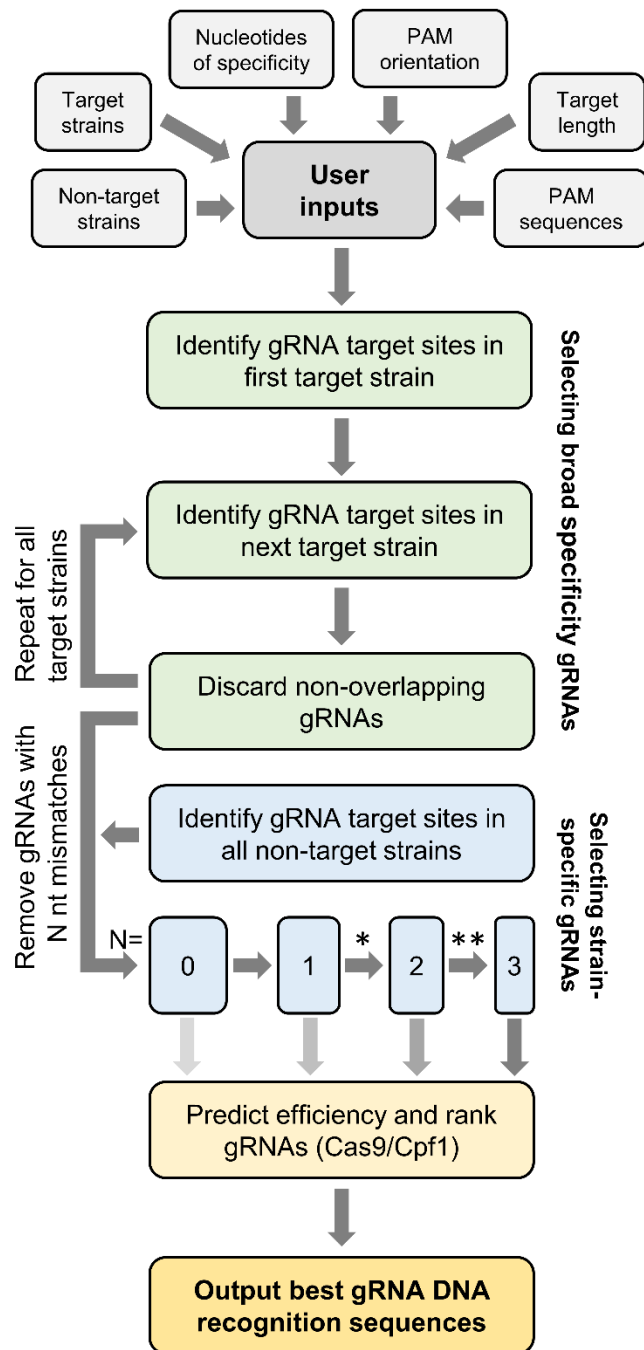 Nucleotides
of specificity
PAM
orientation
Target
strains
Target
length
Non-target
strains
User
inputs
PAM
sequences
Identify gRNA target sites in
first target strain
Selecting broad specificity gRNAs
Identify gRNA target sites in
next target strain
Repeat for all
target strains
Discard non-overlapping
gRNAs
Remove gRNAs with
N nt mismatches
Identify gRNA target sites in
all non-target strains
Selecting strain-
specific gRNAs
N=
0
1
*
2
**
3
Predict efficiency and rank
gRNAs (Cas9/Cpf1)
Output best gRNA DNA
recognition sequences